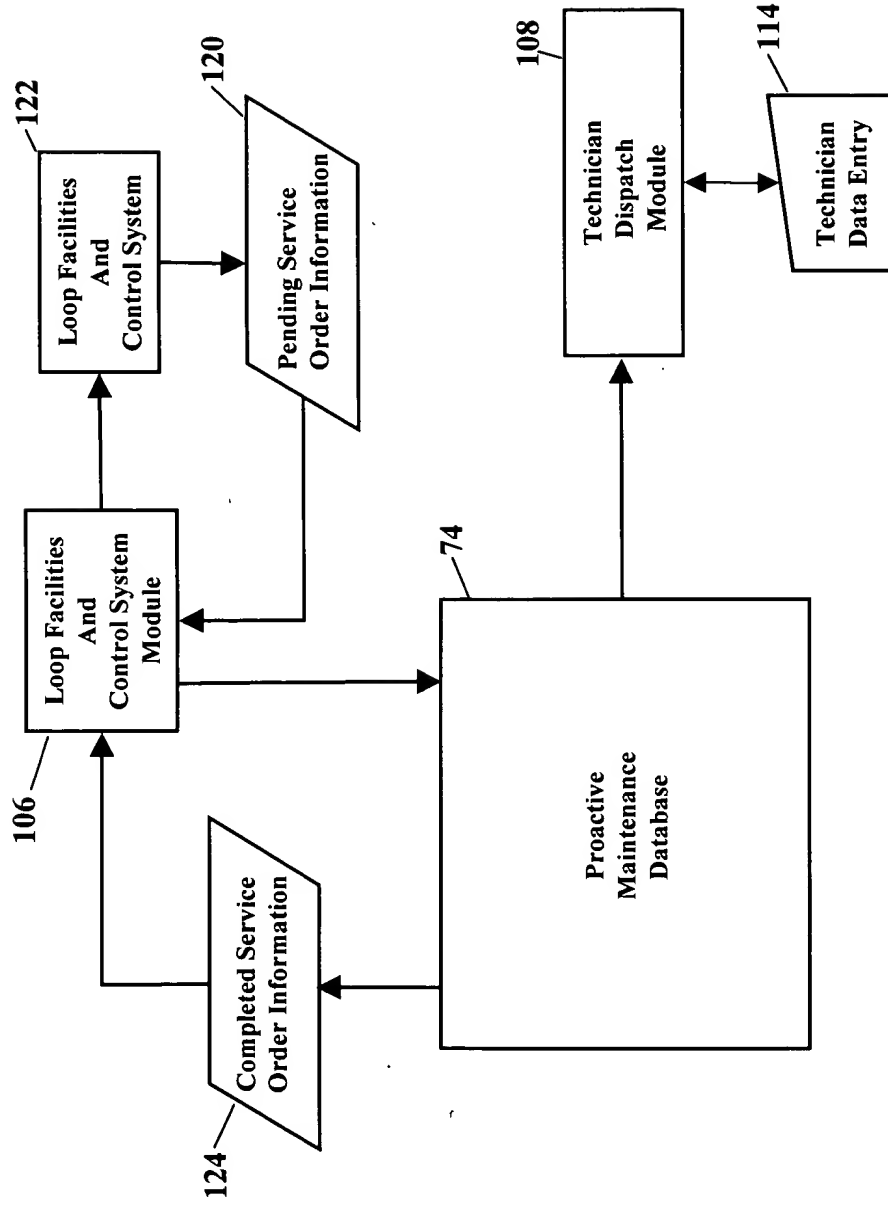 122
Loop Facilities
And
Control System
120
Pending Service
Order Information
106
Loop Facilities
And
Control System
Module
124
Completed Service
Order Information
74
Proactive
Maintenance
Database
108
Technician
Dispatch
Module
114
Technician
Data Entry